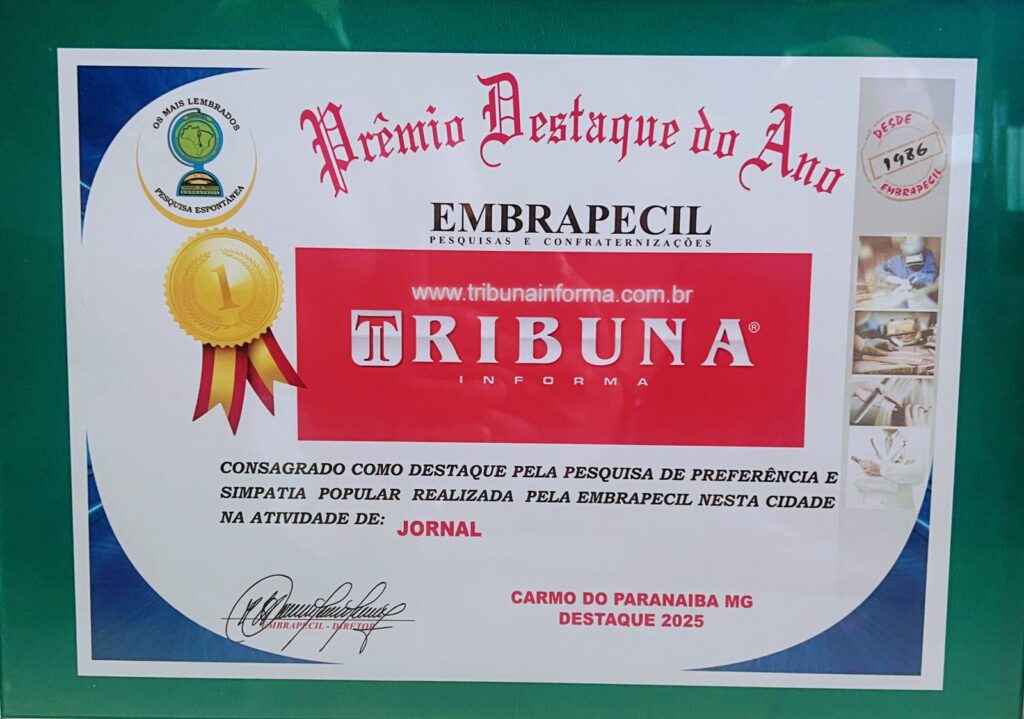 OS MAIS LEMBRADOS
PESQUISA ESPONTÂNEA
Prêmio Destaque do Ano
DESDE
1986
EMBRAPECIL
EMBRAPECIL
PESQUISAS E CONFRATERNIZAÇÕES
1
www.tribunainforma.com.br
TRIBUNA®
INFORMA
CONSAGRADO COMO DESTAQUE PELA PESQUISA DE PREFERÊNCIA E
SIMPATIA POPULAR REALIZADA PELA EMBRAPECIL NESTA CIDADE
NA ATIVIDADE DE: JORNAL
EMBRAPECIL - DIRETOR
CARMO DO PARANAIBA MG
DESTAQUE 2025